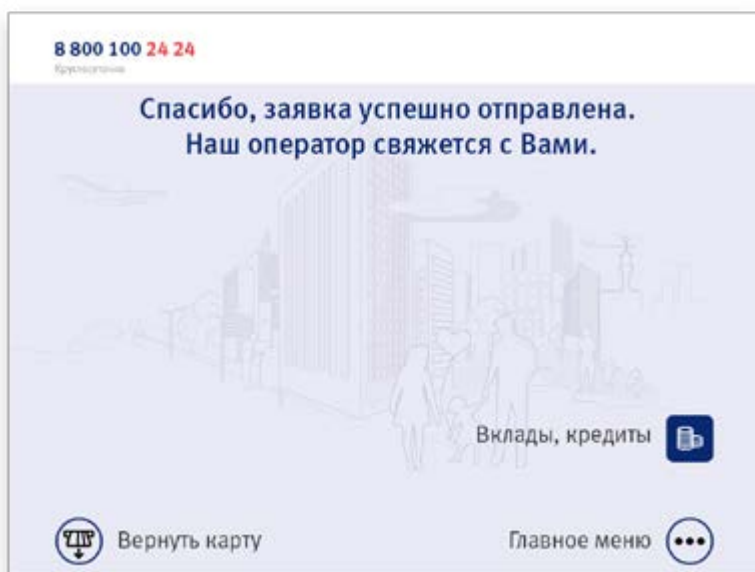 8 800 100 24 24
Круглосуточно
Спасибо, заявка успешно отправлена.
Наш оператор свяжется с Вами.
Вклады, кредиты
Вернуть карту
Главное меню